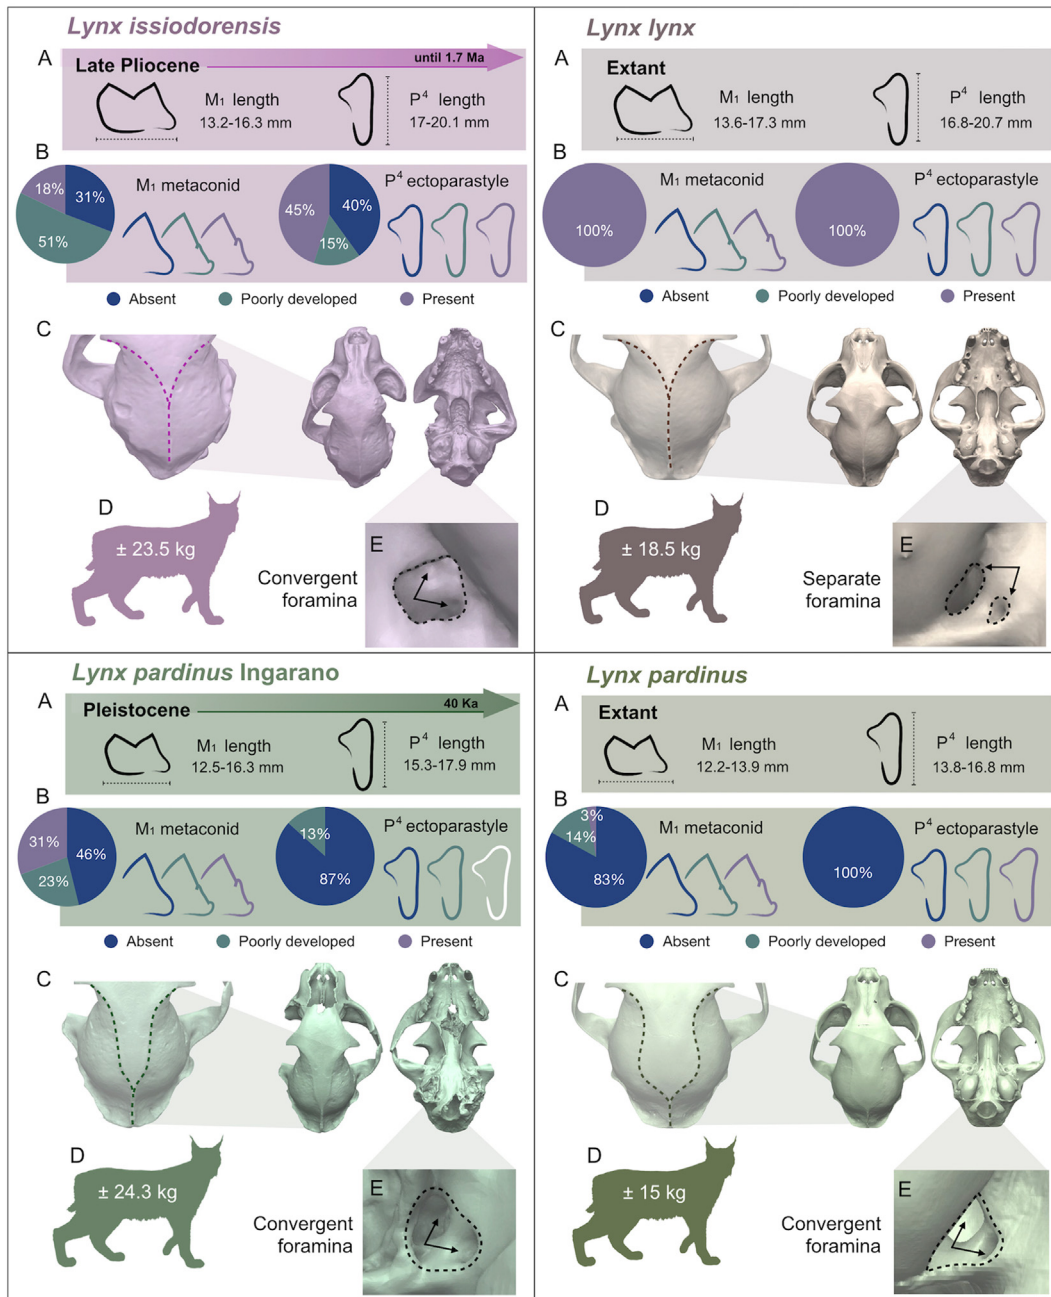 Lynx issiodorensis
A
Late Pliocene
until 1.7 Ma
M1 length
13.2-16.3 mm
P4 length
17-20.1 mm
B
18%
31%
51%
M1 metaconid
45%
40%
15%
P4 ectoparastyle
Absent
Poorly developed
Present
C
D
± 23.5 kg
Convergent
foramina
E
Lynx lynx
A
Extant
M1 length
13.6-17.3 mm
P4 length
16.8-20.7 mm
B
100%
M1 metaconid
100%
P4 ectoparastyle
Absent
Poorly developed
Present
C
D
± 18.5 kg
Separate
foramina
E
Lynx pardinus Ingarano
A
Pleistocene
40 Ka
M1 length
12.5-16.3 mm
P4 length
15.3-17.9 mm
B
31%
46%
23%
M1 metaconid
13%
87%
P4 ectoparastyle
Absent
Poorly developed
Present
C
D
± 24.3 kg
Convergent
foramina
E
Lynx pardinus
A
Extant
M1 length
12.2-13.9 mm
P4 length
13.8-16.8 mm
B
3%
14%
83%
M1 metaconid
100%
P4 ectoparastyle
Absent
Poorly developed
Present
C
D
± 15 kg
Convergent
foramina
E